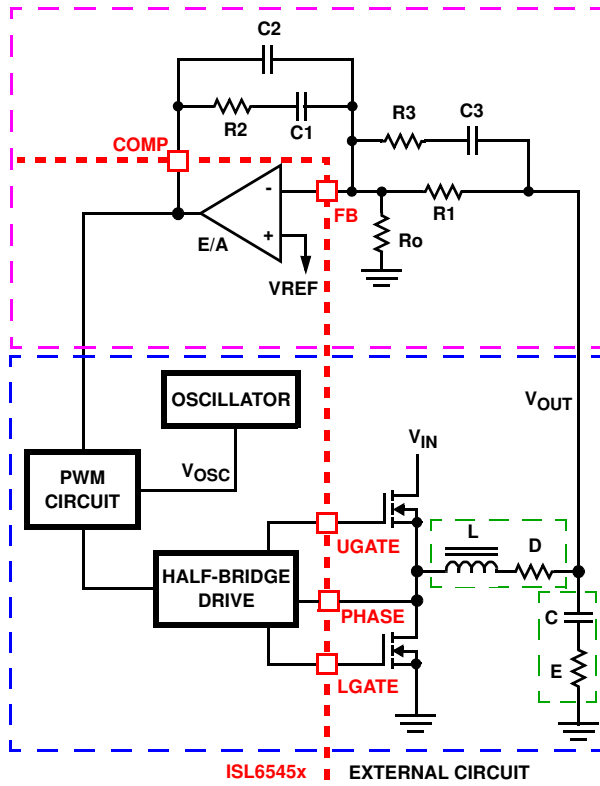 C2
R2
C1
R3
C3
COMP
-
+
E/A
FB
R1
Ro
VREF
OSCILLATOR
VOUT
PWM
CIRCUIT
VOSC
VIN
UGATE
L
D
HALF-BRIDGE
DRIVE
PHASE
C
E
LGATE
ISL6545x
EXTERNAL CIRCUIT